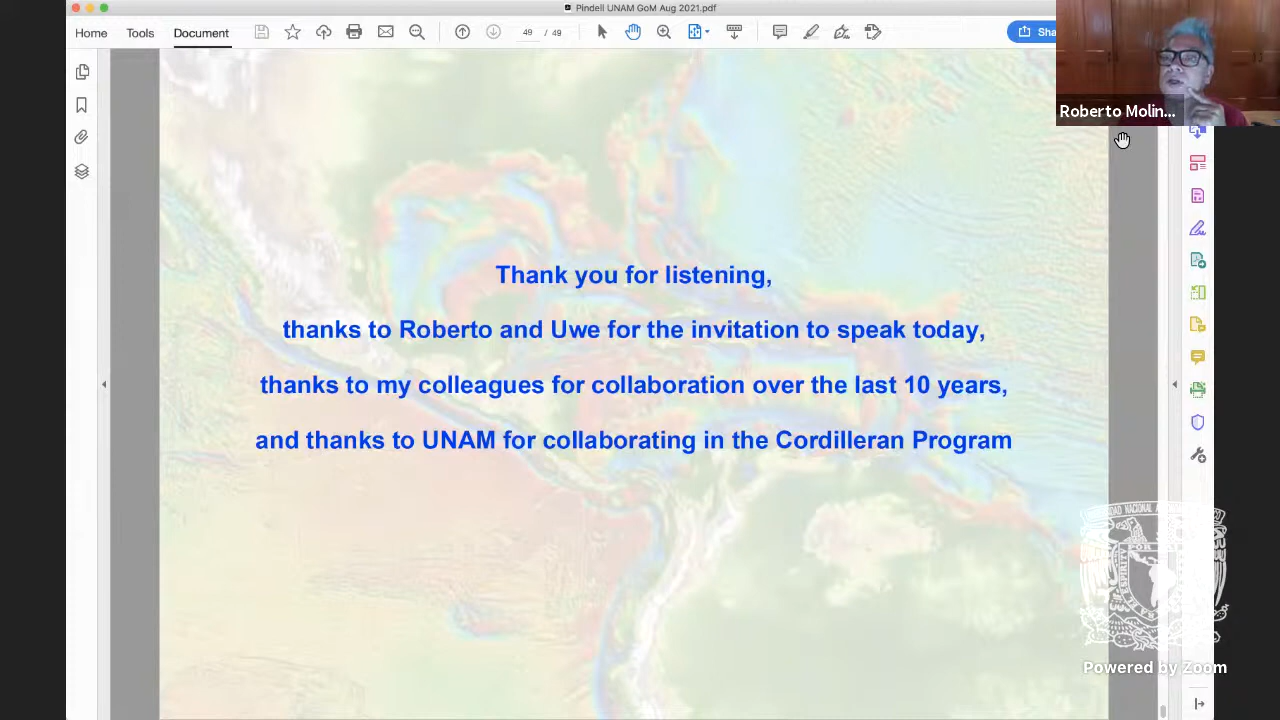 Pindell UNAM GoM Aug 2021.pdf
Home Tools Document
49 / 49
Sha
Roberto Molin...
Thank you for listening,
thanks to Roberto and Uwe for the invitation to speak today,
thanks to my colleagues for collaboration over the last 10 years,
and thanks to UNAM for collaborating in the Cordilleran Program
Powered by Zoom